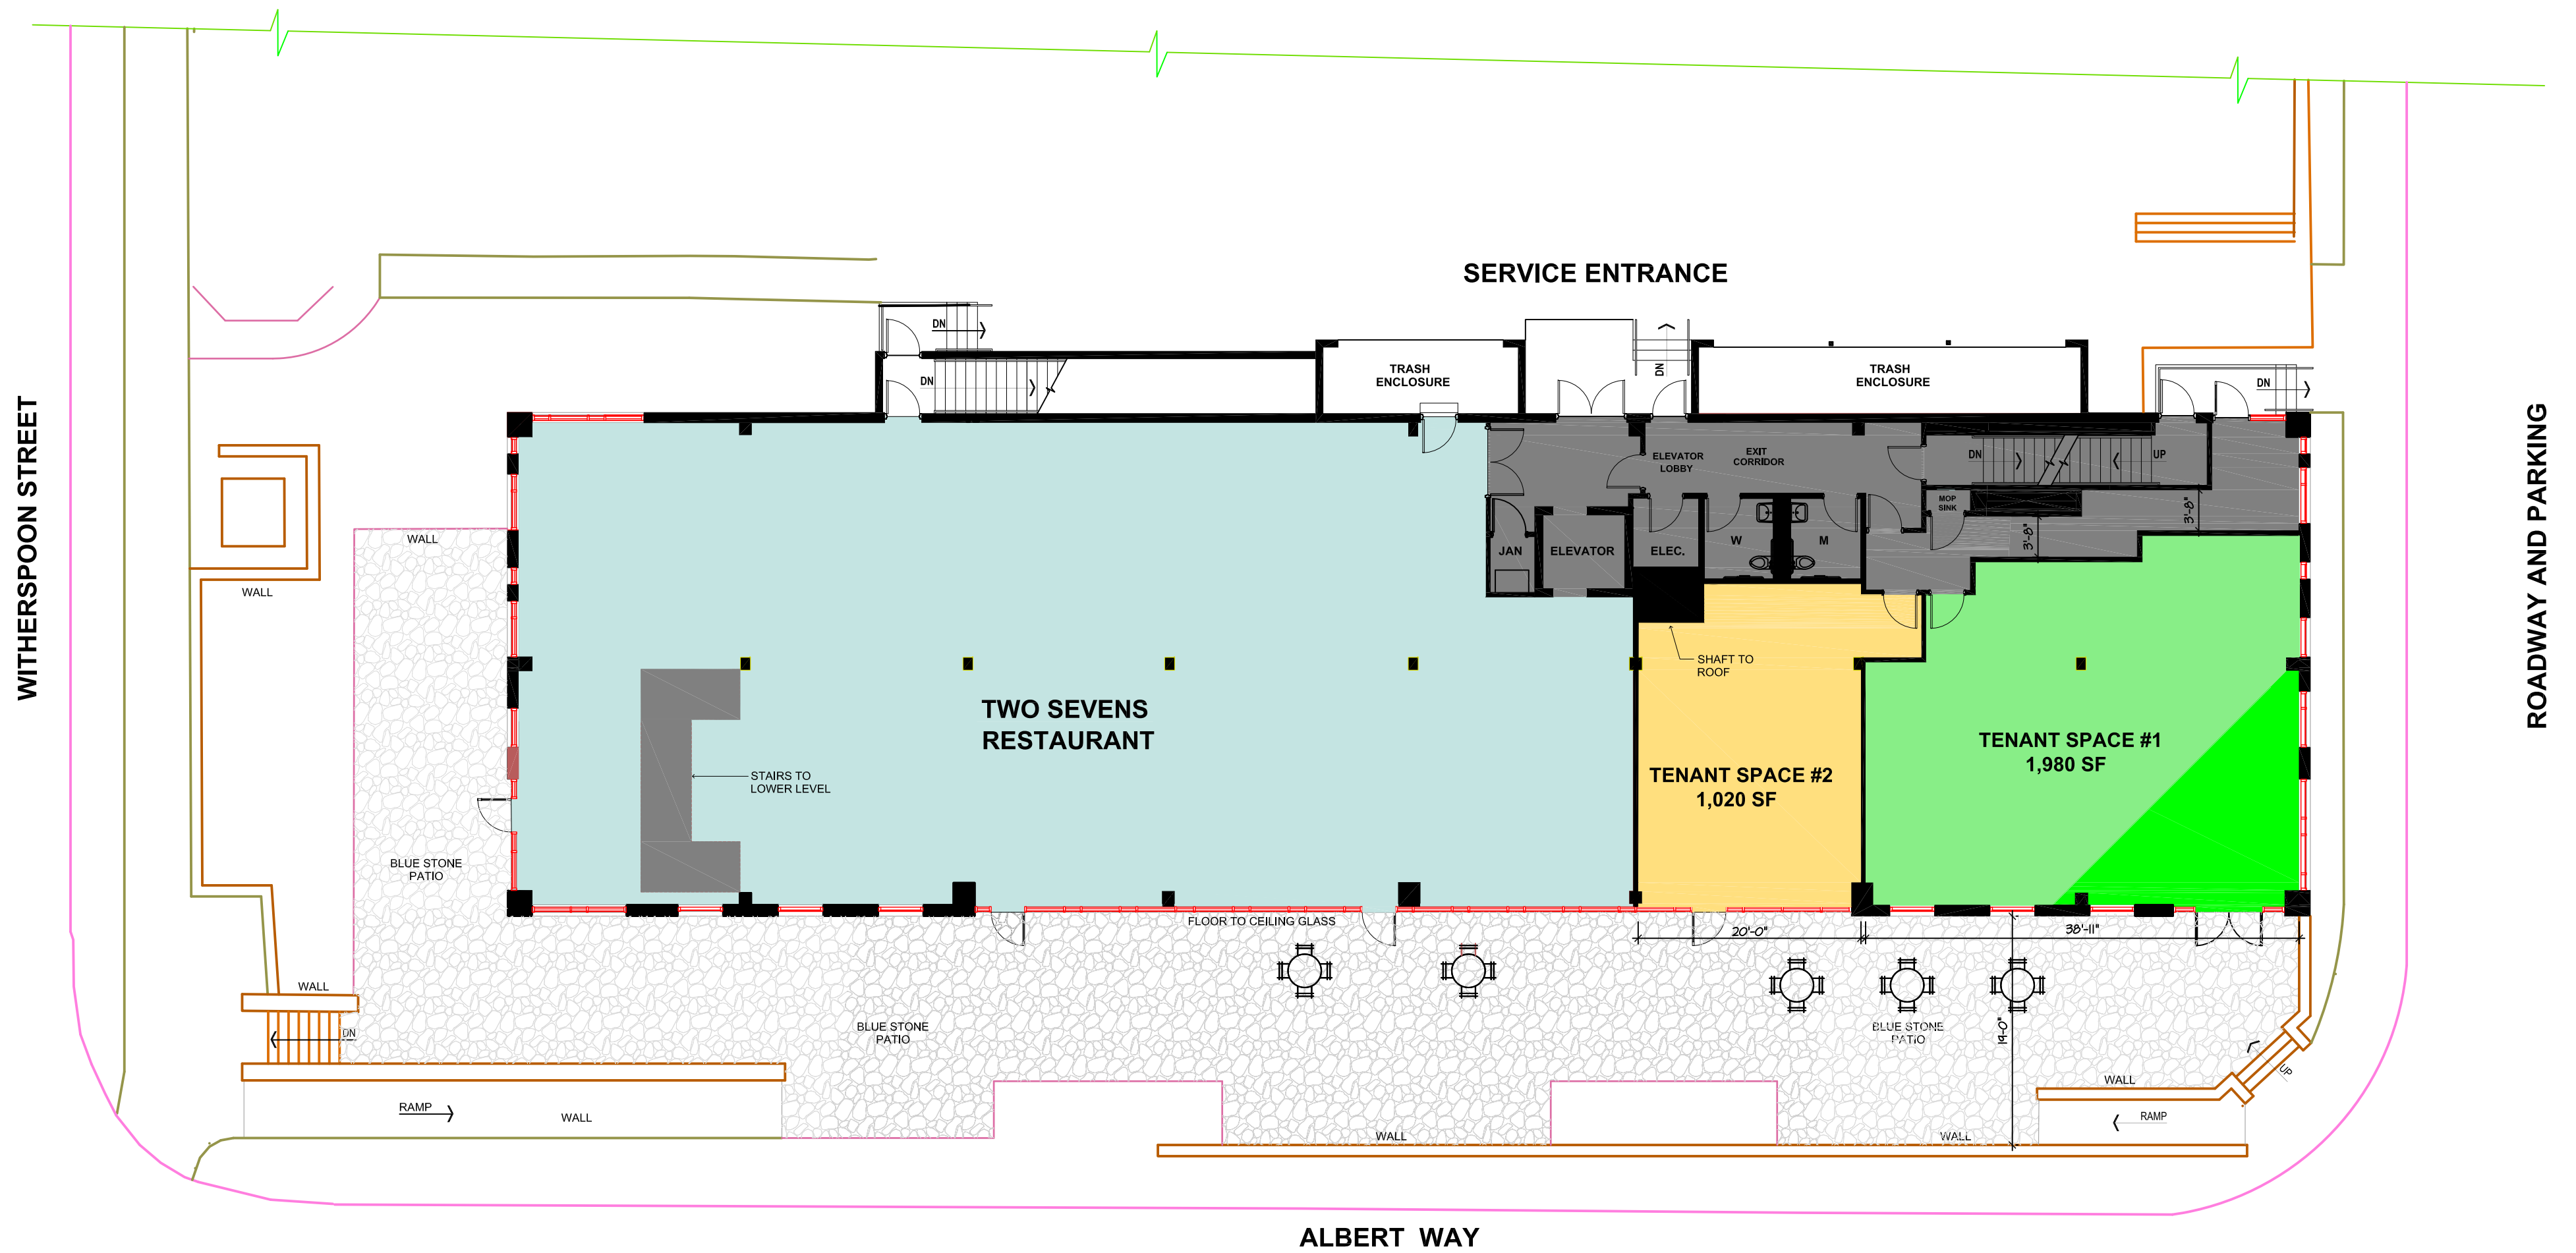 SERVICE ENTRANCE
DN
DN
TRASH
ENCLOSURE
DN
TRASH
ENCLOSURE
DN
WITHERSPOON STREET
ROADWAY AND PARKING
ELEVATOR
LOBBY
EXIT
CORRIDOR
DN
UP
MOP
SINK
3'-8"
3'-8"
JAN
ELEVATOR
ELEC.
W
M
WALL
WALL
SHAFT TO
ROOF
TWO SEVENS
RESTAURANT
STAIRS TO
LOWER LEVEL
TENANT SPACE #1
1,980 SF
TENANT SPACE #2
1,020 SF
BLUE STONE
PATIO
FLOOR TO CEILING GLASS
20'-0"
38'-11"
WALL
DN
BLUE STONE
PATIO
BLUE STONE
PATIO
19'-0"
UP
WALL
RAMP
WALL
RAMP
WALL
WALL
ALBERT WAY